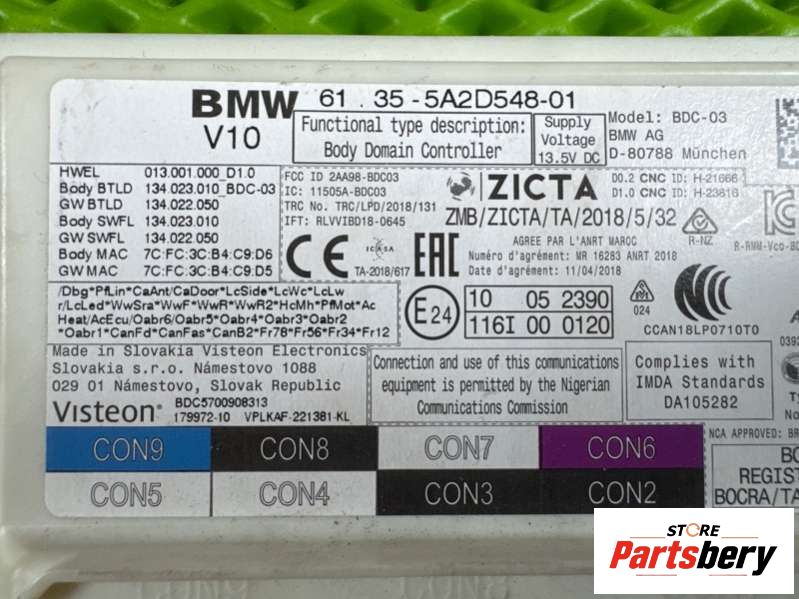 BMW 61 . 35 - 5A2D548-01
V10
Functional type description:
Body Domain Controller
Supply
Voltage
13.5V DC
Model: BDC-03
BMW AG
D-80788 München
HWEL 013.001.000_D1.0
Body BTLD 134.023.010_BDC-03
GW BTLD 134.022.050
Body SWFL 134.023.010
GW SWFL 134.022.050
Body MAC 7C:FC:3C:B4:C9:D6
GW MAC 7C:FC:3C:B4:C9:D5
FCC ID 2AA98-BDC03
IC: 11505A-BDC03
TRC No. TRC/LPD/2018/131
IFT: RLVVIBD18-0645
ZICTA
D0.2 CNC ID: H-21666
D1.0 CNC ID: H-23816
ZMB/ZICTA/TA/2018/5/32
R-NZ
CE
ICASA
TA-2018/617
EAC
AGREE PAR L'ANRT MAROC
Numéro d'agrément: MR 16283 ANRT 2018
Date d'agrément: 11/04/2018
/Dbg*PfLin*CaAnt/CaDoor*LcSide*LcWc*LcLw
r/LcLed*WwSra*WwF*WwR*WwR2*HcMh*PfMot*Ac
Heat/AcEcu/Oabr6/Oabr5*Oabr4*Oabr3*Oabr2
*Oabr1*CanFd*CanFas*CanB2*Fr78*Fr56*Fr34*Fr12
E24
10 05 2390
116I 00 0120
024
CCAN18LP0710T0
Made in Slovakia Visteon Electronics
Slovakia s.r.o. Námestovo 1088
029 01 Námestovo, Slovak Republic
Visteon
BDC5700908313
179972-10 VPLKAF-221381-KL
Connection and use of this communications
equipment is permitted by the Nigerian
Communications Commission
Complies with
IMDA Standards
DA105282
NCA APPROVED:
CON9 CON8 CON7 CON6
CON5 CON4 CON3 CON2
BOCRA/TA
CON9 CON8
STORE
Partsbery